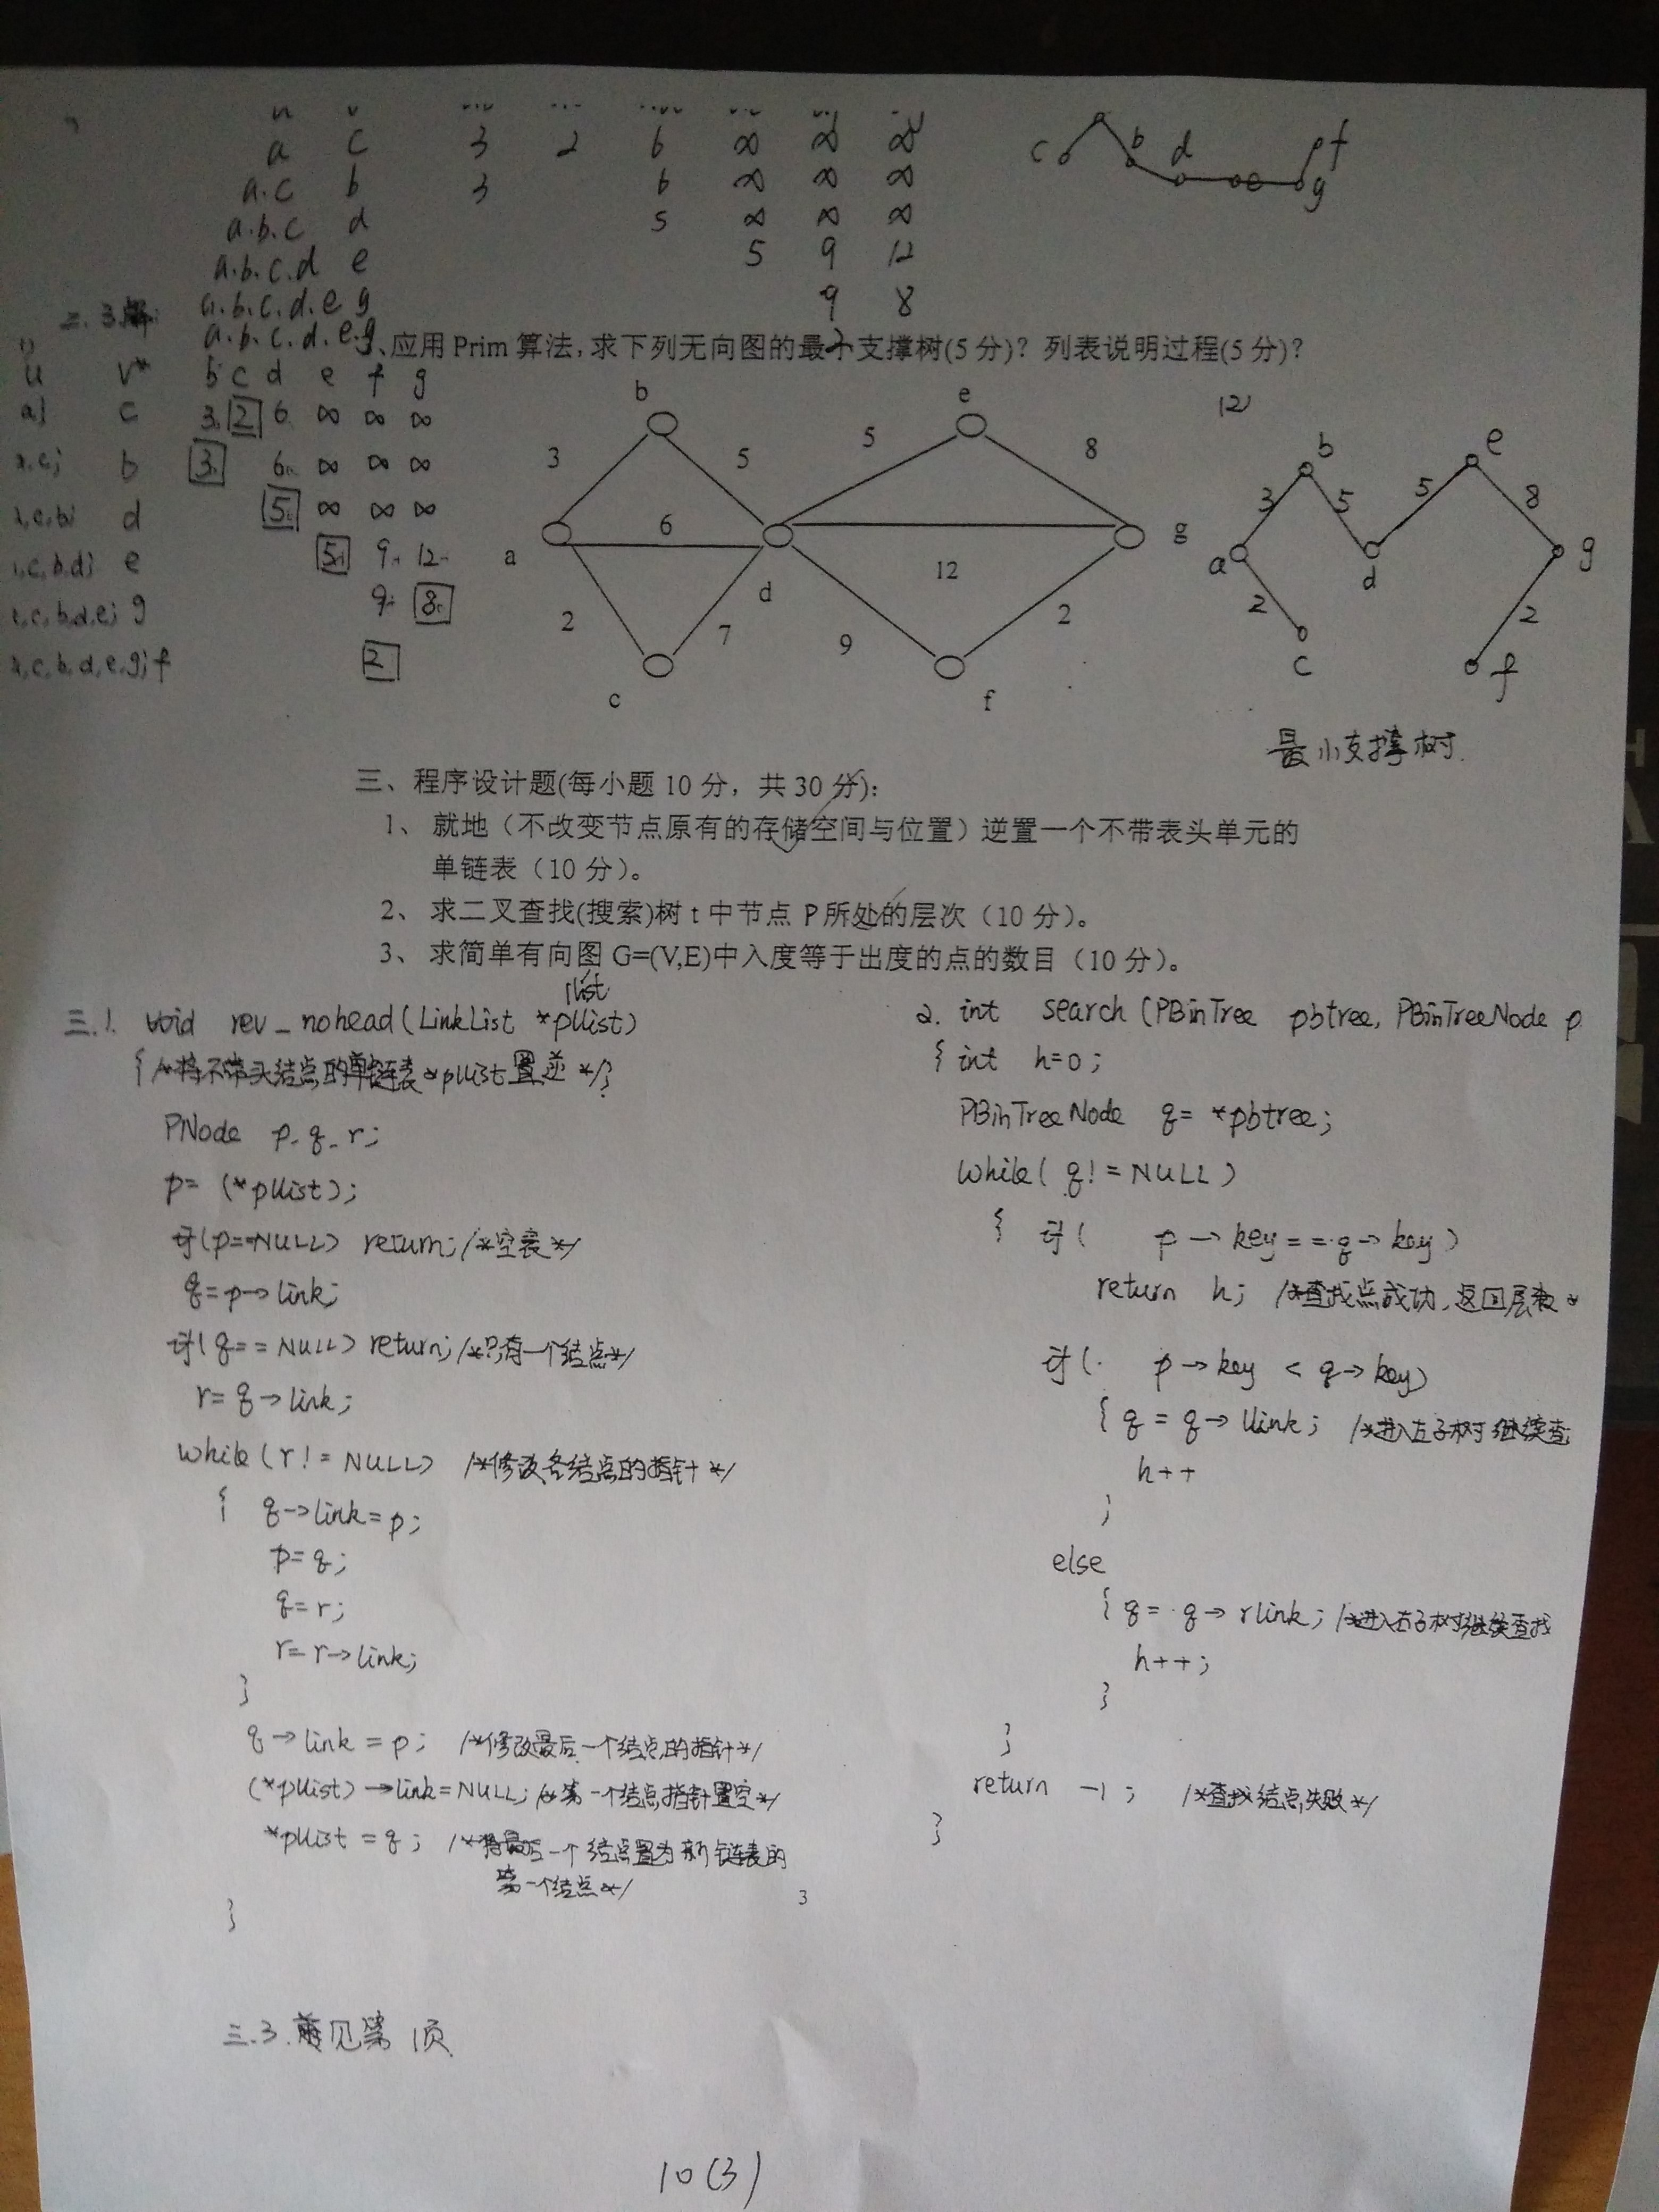 a c 3 2 6 ∞ ∞ ∞
a.c b 3 6 ∞ ∞ ∞
a.b.c d 5 ∞ ∞ ∞
a.b.c.d e 5 9 12
a.b.c.d.e g 9 8
a.b.c.d.e.g
c b d f g
二.3.解:
3、应用 Prim 算法,求下列无向图的最小支撑树(5 分)?列表说明过程(5 分)?
U V* b c d e f g
a} c 3 2 6 ∞ ∞ ∞
b 3 6 ∞ ∞ ∞
d 5 ∞ ∞ ∞
e 5 9 12
g 9 8
f 2
b e
3 5 5 8
a 6 d 12 g
2 7 9 2
c f
(2)
b e
3 5 5 8
a d g
2 2
c f
最小支撑树.
三、程序设计题(每小题 10 分,共 30 分):
1、就地(不改变节点原有的存储空间与位置)逆置一个不带表头单元的
单链表(10 分)。
2、求二叉查找(搜索)树 t 中节点 P 所处的层次(10 分)。
3、求简单有向图 G=(V,E)中入度等于出度的点的数目(10 分)。
llist
三.1. void rev_nohead(LinkList *pllist)
{ /*将不带头结点的单链表*pllist置逆*/
PNode p, q, r;
p= (*pllist);
if(p==NULL) return; /*空表*/
q=p->link;
if(q==NULL) return; /*只有一个结点*/
r=q->link;
while(r!=NULL) /*修改各结点的指针*/
{ q->link=p;
p=q;
q=r;
r=r->link;
}
q->link = p; /*修改最后一个结点的指针*/
(*pllist)->link=NULL; /*第一个结点指针置空*/
*pllist = q; /*将最后一个结点置为新链表的
第一个结点*/
}
2. int search (PBinTree pbtree, PBinTreeNode p
{ int h=0;
PBinTreeNode q= *pbtree;
while( q!=NULL)
{ if( p->key==q->key)
return h; /*查找点成功,返回层数*
if( p->key < q->key)
{ q = q->llink; /*进入左子树继续查
h++
}
else
{ q= q->rlink; /*进入右子树继续查找
h++;
}
}
return -1; /*查找结点失败*/
}
3
三.3.解见第1页
10(3)